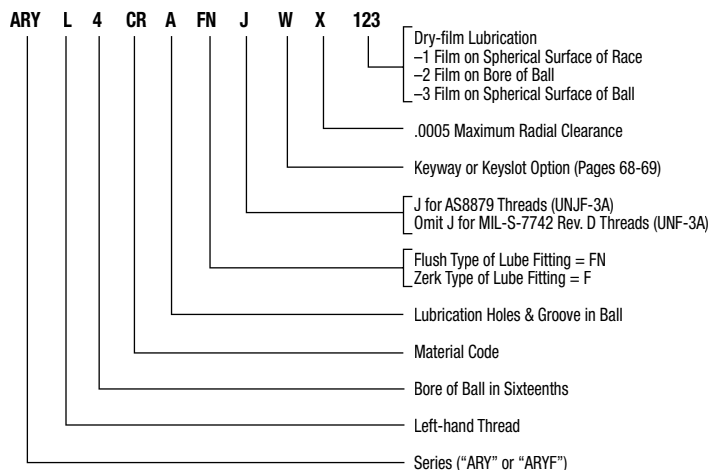 ARY L 4 CR A FN J W X 123
Dry-film Lubrication
–1 Film on Spherical Surface of Race
–2 Film on Bore of Ball
–3 Film on Spherical Surface of Ball
.0005 Maximum Radial Clearance
Keyway or Keyslot Option (Pages 68-69)
J for AS8879 Threads (UNJF-3A)
Omit J for MIL-S-7742 Rev. D Threads (UNF-3A)
Flush Type of Lube Fitting = FN
Zerk Type of Lube Fitting = F
Lubrication Holes & Groove in Ball
Material Code
Bore of Ball in Sixteenths
Left-hand Thread
Series (“ARY” or “ARYF”)